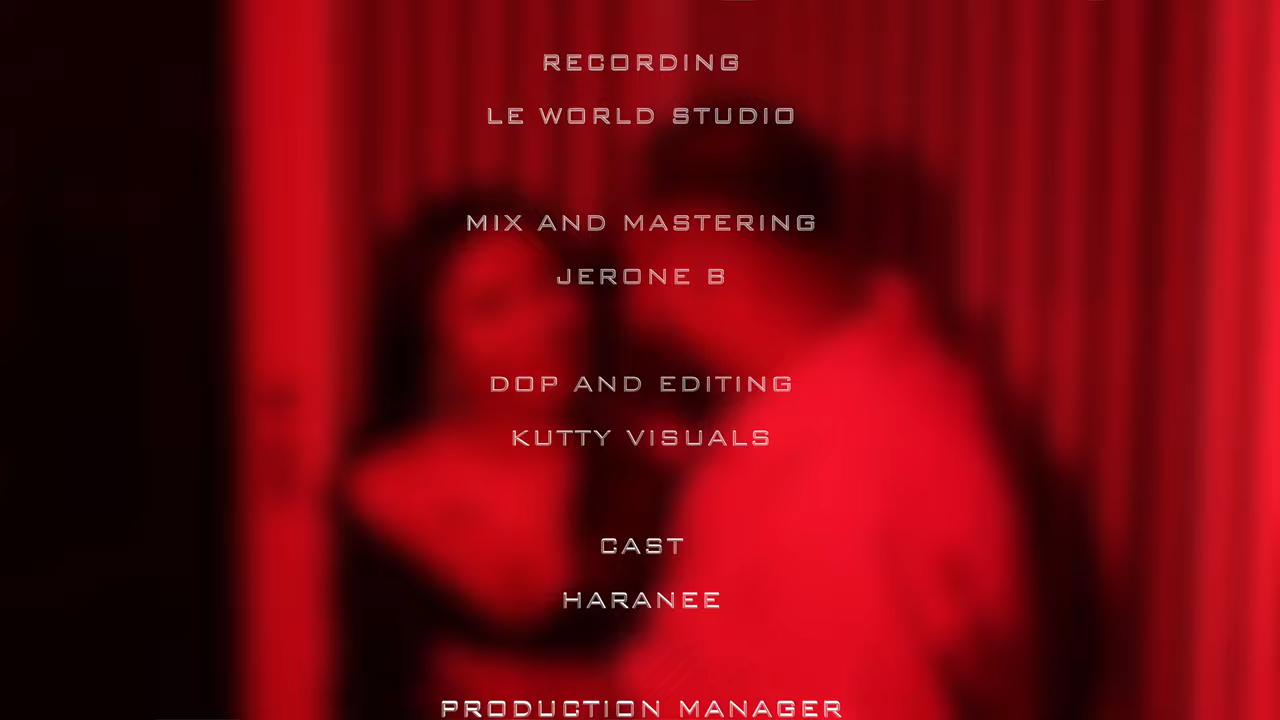 RECORDING
LE WORLD STUDIO
MIX AND MASTERING
JERONE B
DOP AND EDITING
KUTTY VISUALS
CAST
HARANEE
PRODUCTION MANAGER